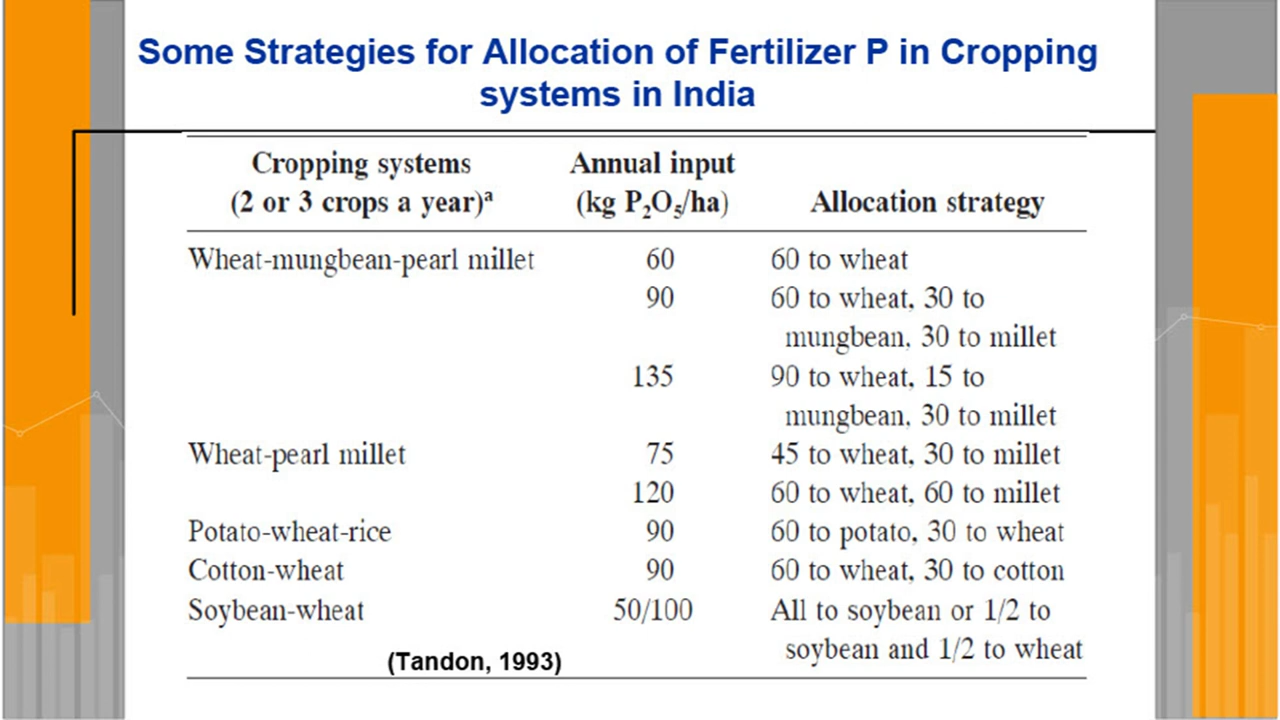 Some Strategies for Allocation of Fertilizer P in Cropping
systems in India
Cropping systems Annual input
(2 or 3 crops a year)ª (kg P₂O₅/ha) Allocation strategy
Wheat-mungbean-pearl millet 60 60 to wheat
90 60 to wheat, 30 to
mungbean, 30 to millet
135 90 to wheat, 15 to
mungbean, 30 to millet
Wheat-pearl millet 75 45 to wheat, 30 to millet
120 60 to wheat, 60 to millet
Potato-wheat-rice 90 60 to potato, 30 to wheat
Cotton-wheat 90 60 to wheat, 30 to cotton
Soybean-wheat 50/100 All to soybean or 1/2 to
soybean and 1/2 to wheat
(Tandon, 1993)